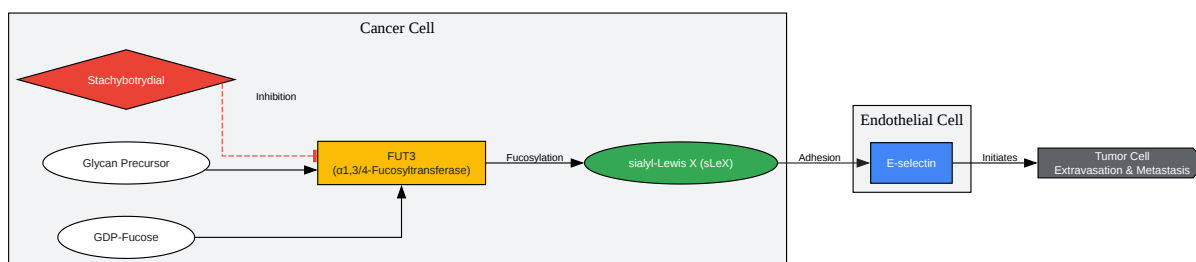 Cancer Cell
Stachybotrydial
Inhibition
Glycan Precursor
FUT3
(α1,3/4-Fucosyltransferase)
Fucosylation
sialyl-Lewis X (sLeX)
Adhesion
Endothelial Cell
E-selectin
Initiates
Tumor Cell
Extravasation & Metastasis
GDP-Fucose